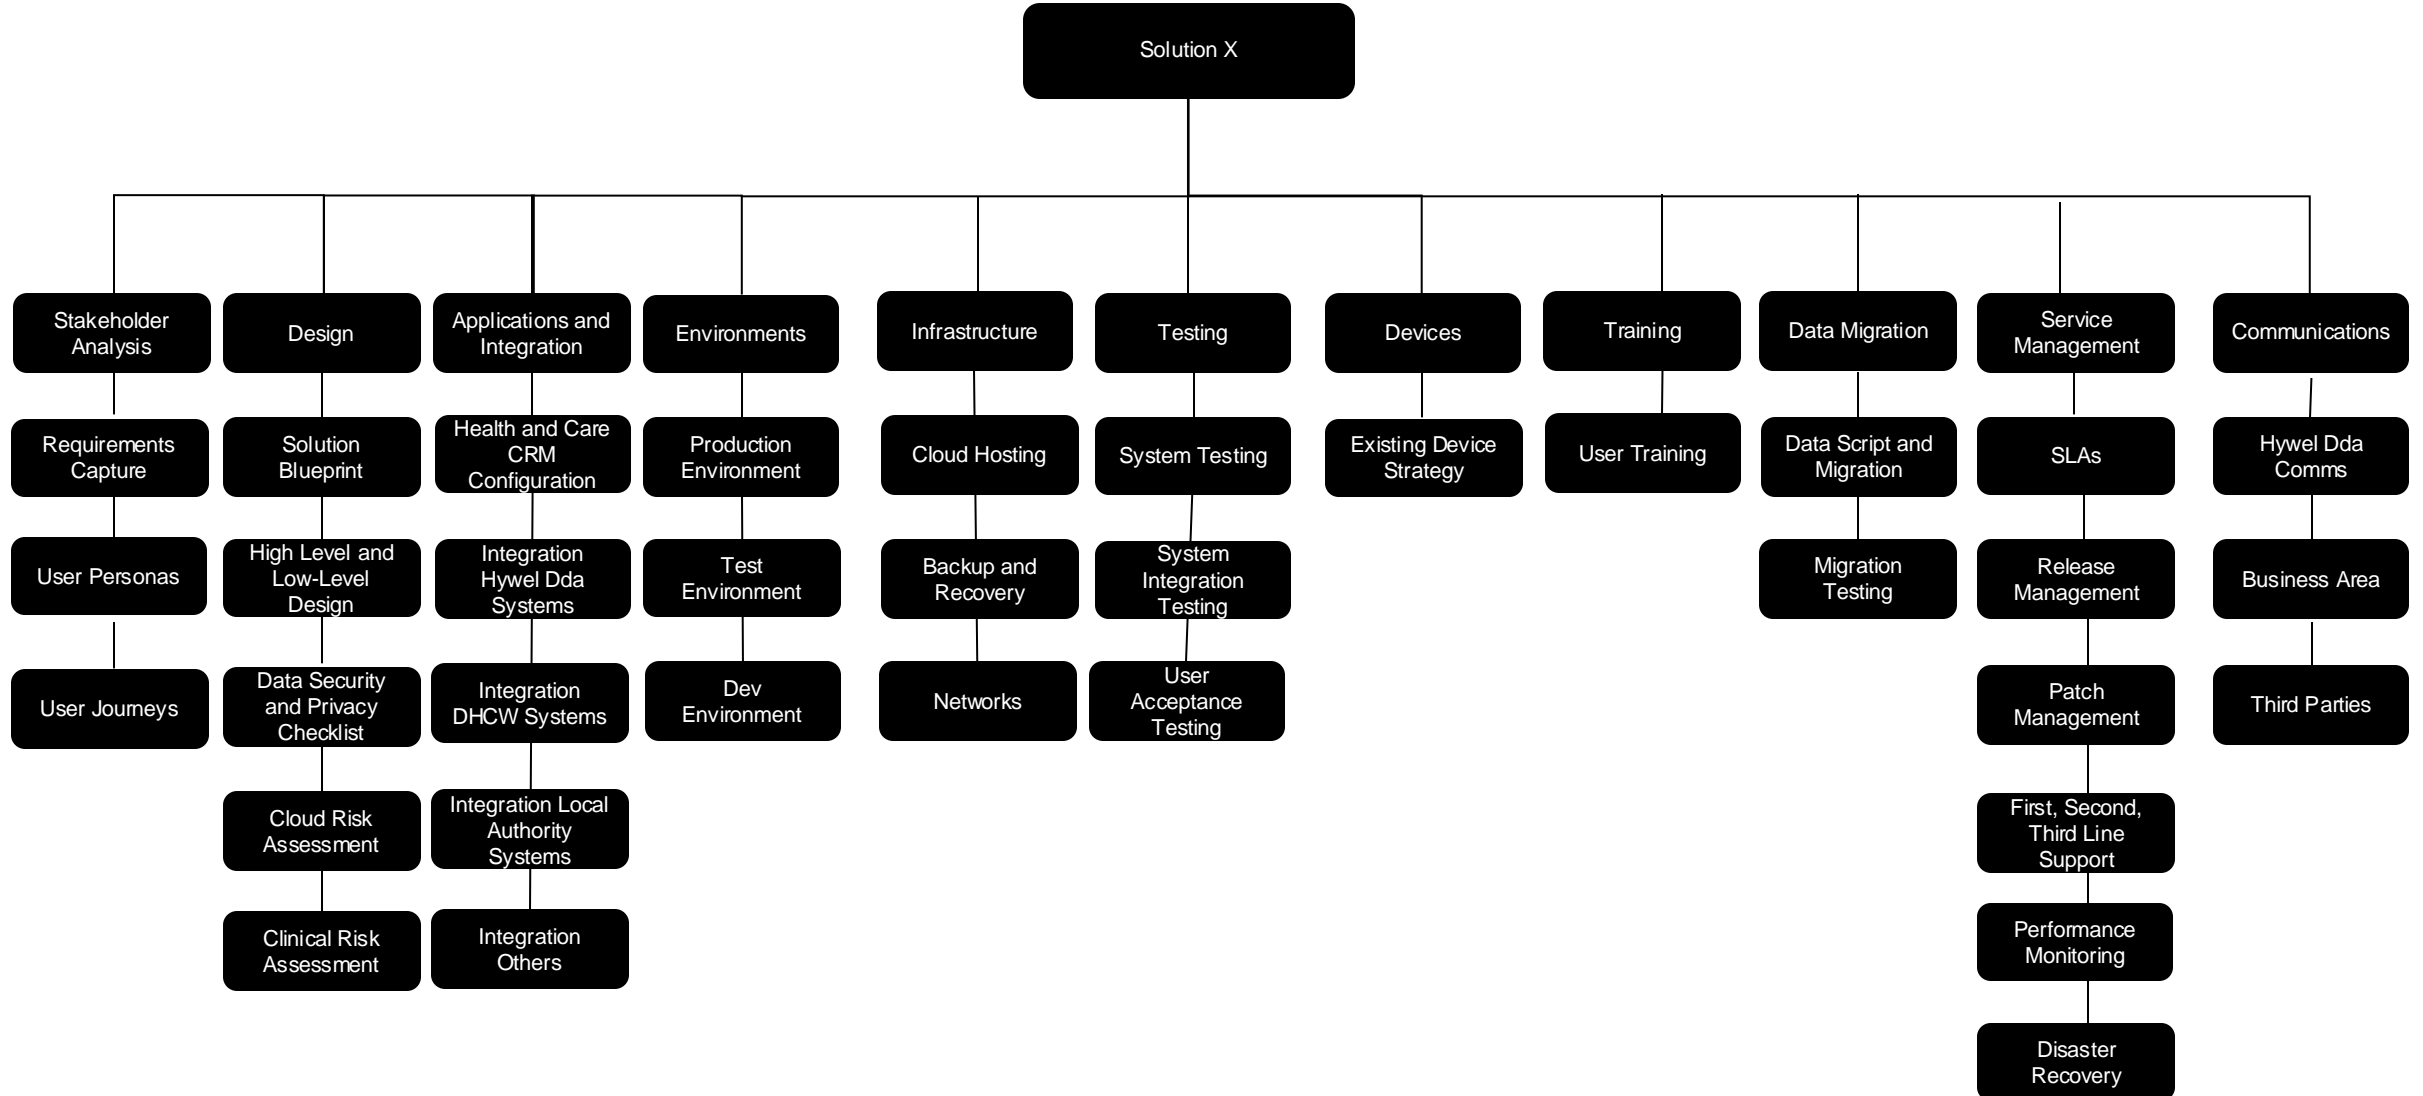 Solution X
Stakeholder
Analysis
Design
Applications and
Integration
Environments
Infrastructure
Testing
Devices
Training
Data Migration
Service
Management
Communications
Requirements
Capture
Solution
Blueprint
Health and Care
CRM
Configuration
Production
Environment
Cloud Hosting
System Testing
Existing Device
Strategy
User Training
Data Script and
Migration
SLAs
Hywel Dda
Comms
User Personas
High Level and
Low-Level
Design
Integration
Hywel Dda
Systems
Test
Environment
Backup and
Recovery
System
Integration
Testing
Migration
Testing
Release
Management
Business Area
User Journeys
Data Security
and Privacy
Checklist
Integration
DHCW Systems
Dev
Environment
Networks
User
Acceptance
Testing
Patch
Management
Third Parties
Cloud Risk
Assessment
Integration Local
Authority
Systems
First, Second,
Third Line
Support
Clinical Risk
Assessment
Integration
Others
Performance
Monitoring
Disaster
Recovery